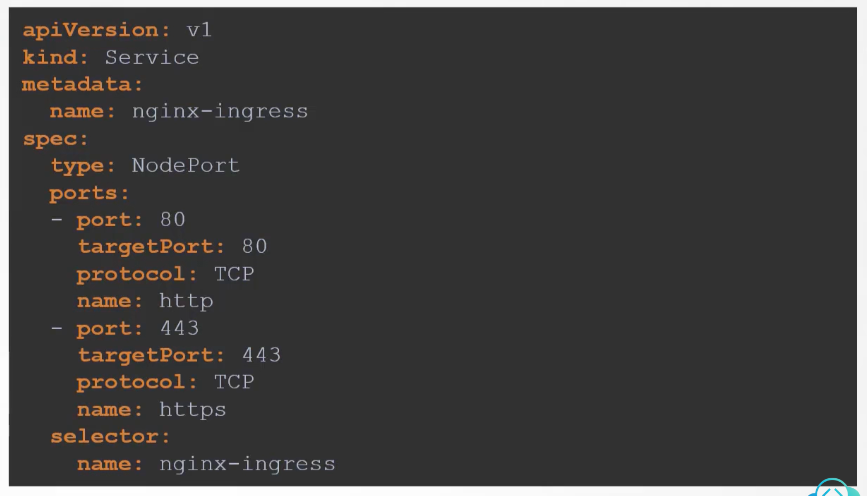 apiVersion: v1
kind: Service
metadata:
  name: nginx-ingress
spec:
  type: NodePort
  ports:
  - port: 80
    targetPort: 80
    protocol: TCP
    name: http
  - port: 443
    targetPort: 443
    protocol: TCP
    name: https
  selector:
    name: nginx-ingress